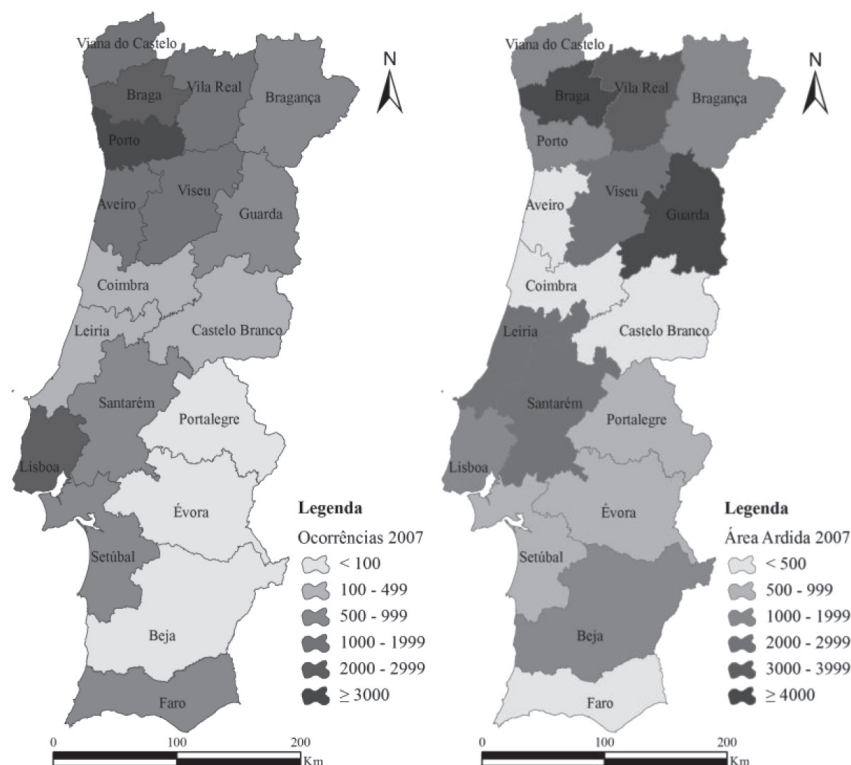 Viana do Castelo
N
Braga
Vila Real
Bragança
Porto
Aveiro
Viseu
Guarda
Coimbra
Leiria
Castelo Branco
Santarém
Portalegre
Lisboa
Évora
Setúbal
Beja
Faro
Legenda
Ocorrências 2007
< 100
100 - 499
500 - 999
1000 - 1999
2000 - 2999
≥ 3000
0 100 200
Km
Viana do Castelo
N
Braga
Vila Real
Bragança
Porto
Aveiro
Viseu
Guarda
Coimbra
Leiria
Castelo Branco
Santarém
Portalegre
Lisboa
Évora
Setúbal
Beja
Faro
Legenda
Área Ardida 2007
< 500
500 - 999
1000 - 1999
2000 - 2999
3000 - 3999
≥ 4000
0 100 200
Km